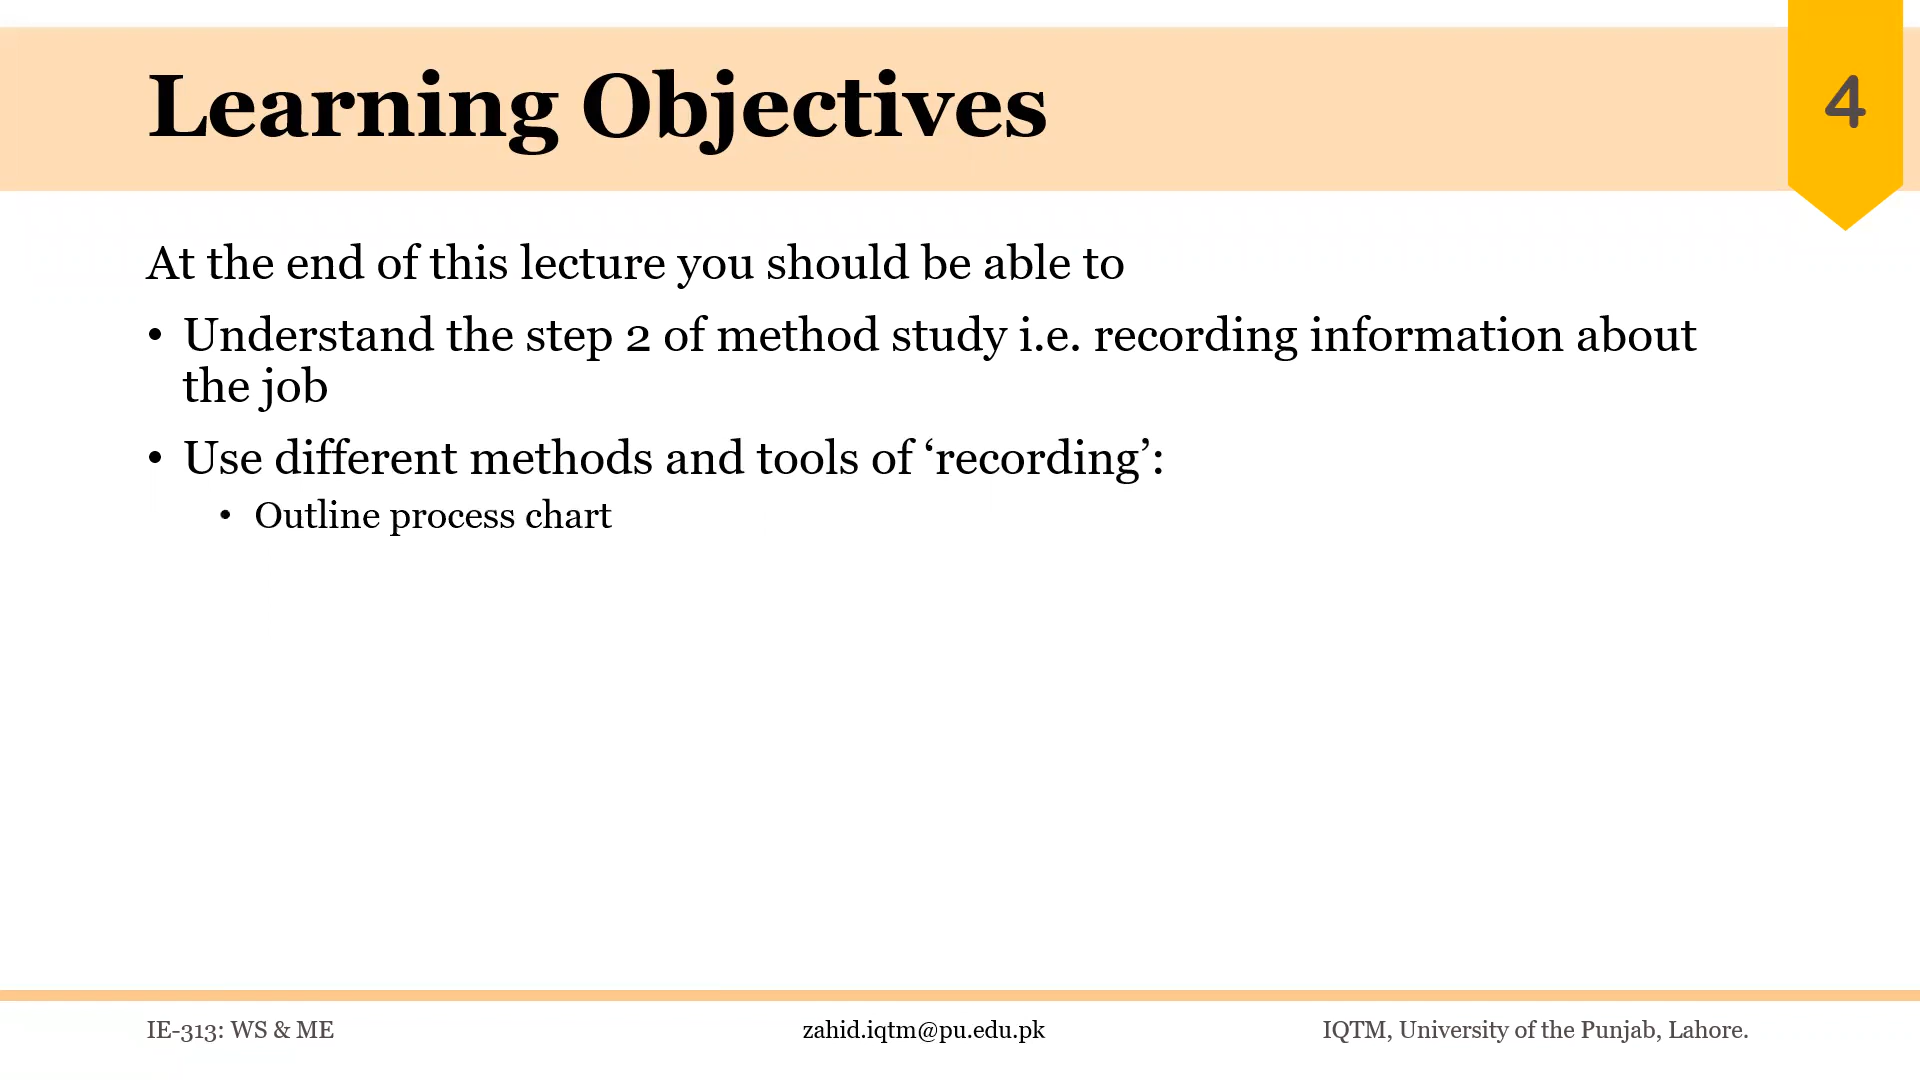 Learning Objectives
4
At the end of this lecture you should be able to
• Understand the step 2 of method study i.e. recording information about
the job
• Use different methods and tools of ‘recording’:
• Outline process chart
IE-313: WS & ME
zahid.iqtm@pu.edu.pk
IQTM, University of the Punjab, Lahore.